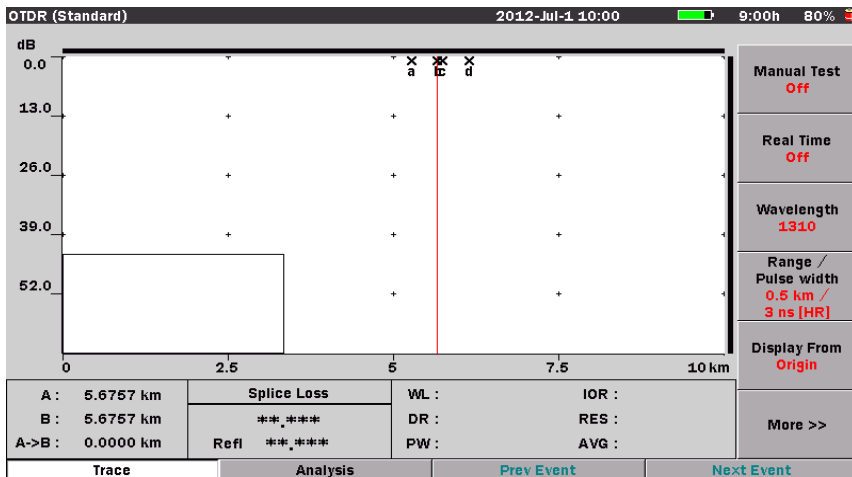 OTDR (Standard) 2012-Jul-1 10:00 9:00h 80%
dB
0.0
13.0
26.0
39.0
52.0
a b c d
0 2.5 5 7.5 10 km
Manual Test
Off
Real Time
Off
Wavelength
1310
Range /
Pulse width
0.5 km /
3 ns [HR]
Display From
Origin
More >>
A : 5.6757 km
B : 5.6757 km
A->B : 0.0000 km
Splice Loss
**.***
Refl **.***
WL : IOR :
DR : RES :
PW : AVG :
Trace Analysis Prev Event Next Event